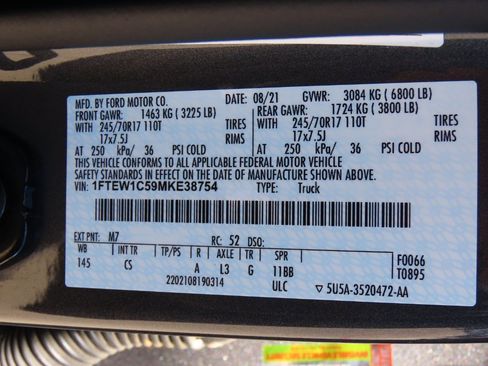 MFD. BY FORD MOTOR CO. DATE: 08/21 GVWR: 3084 KG ( 6800 LB)
FRONT GAWR: 1463 KG ( 3225 LB) REAR GAWR: 1724 KG ( 3800 LB)
WITH 245/70R17 110T TIRES WITH 245/70R17 110T TIRES
17x7.5J RIMS 17x7.5J RIMS
AT 250 kPa/ 36 PSI COLD AT 250 kPa/ 36 PSI COLD
THIS VEHICLE CONFORMS TO ALL APPLICABLE FEDERAL MOTOR VEHICLE
SAFETY STANDARDS IN EFFECT ON THE DATE OF MANUFACTURE SHOWN ABOVE.
VIN: 1FTEW1C59MKE38754 TYPE: Truck
EXT PNT: M7 RC: 52 DSO:
WB INT TR TP/PS R AXLE TR SPR F0066
145 CS A L3 G 11BB T0895
2202108190314 ULC ▽ 5U5A-3520472-AA